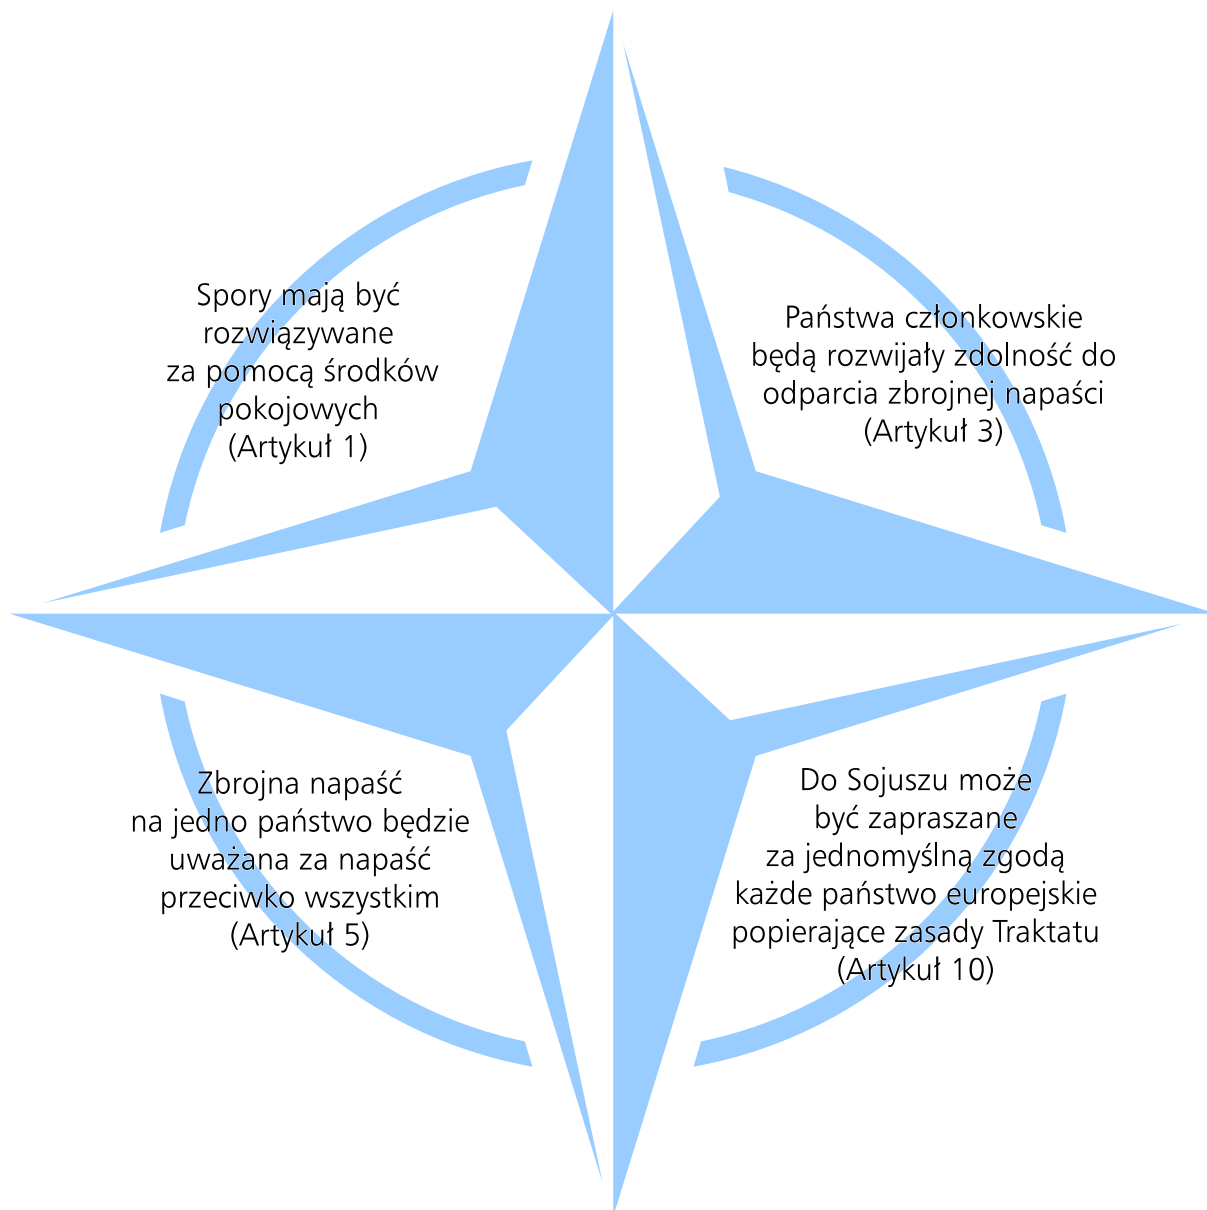 Spory mają być
rozwiązywane
za pomocą środków
pokojowych
(Artykuł 1)
Państwa członkowskie
będą rozwijały zdolność do
odparcia zbrojnej napaści
(Artykuł 3)
Zbrojna napaść
na jedno państwo będzie
uważana za napaść
przeciwko wszystkim
(Artykuł 5)
Do Sojuszu może
być zapraszane
za jednomyślną zgodą
każde państwo europejskie
popierające zasady Traktatu
(Artykuł 10)